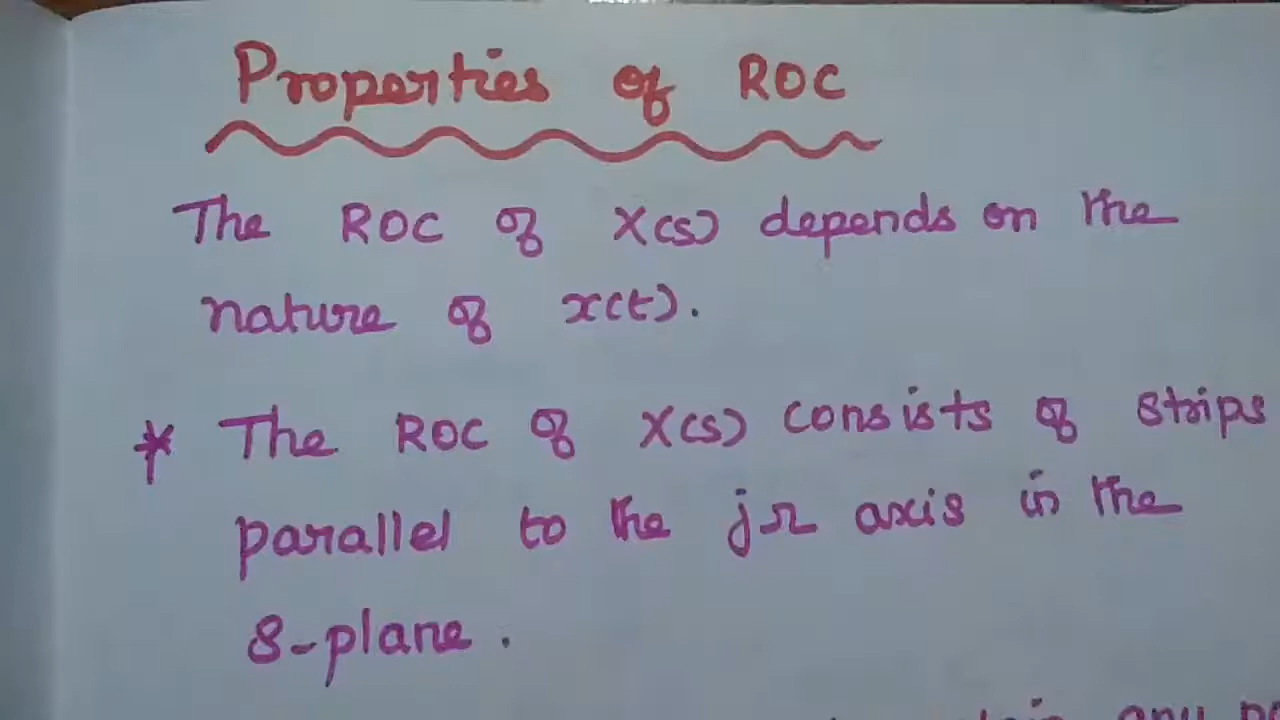 Properties of ROC
The ROC of X(s) depends on the
nature of x(t).
* The ROC of X(s) consists of strips
parallel to the jΩ axis in the
s-plane.
any